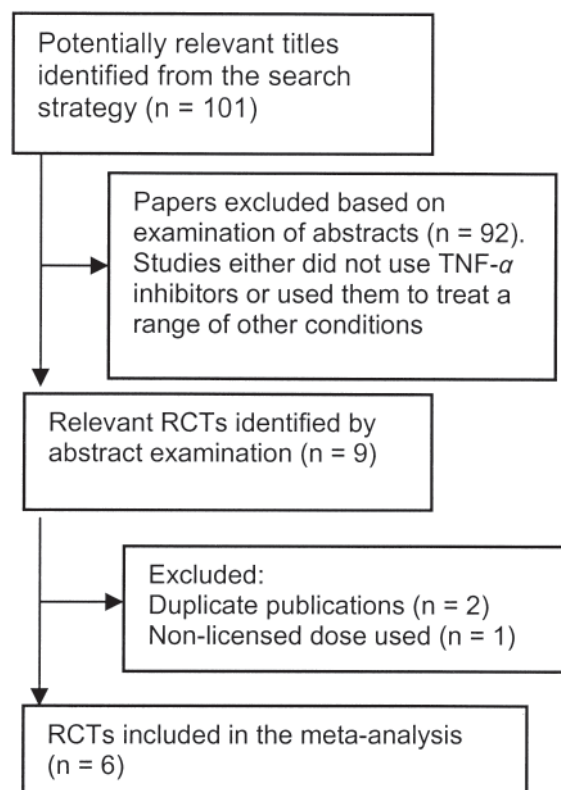 Potentially relevant titles
identified from the search
strategy (n = 101)
Papers excluded based on
examination of abstracts (n = 92).
Studies either did not use TNF-α
inhibitors or used them to treat a
range of other conditions
Relevant RCTs identified by
abstract examination (n = 9)
Excluded:
Duplicate publications (n = 2)
Non-licensed dose used (n = 1)
RCTs included in the meta-analysis
(n = 6)